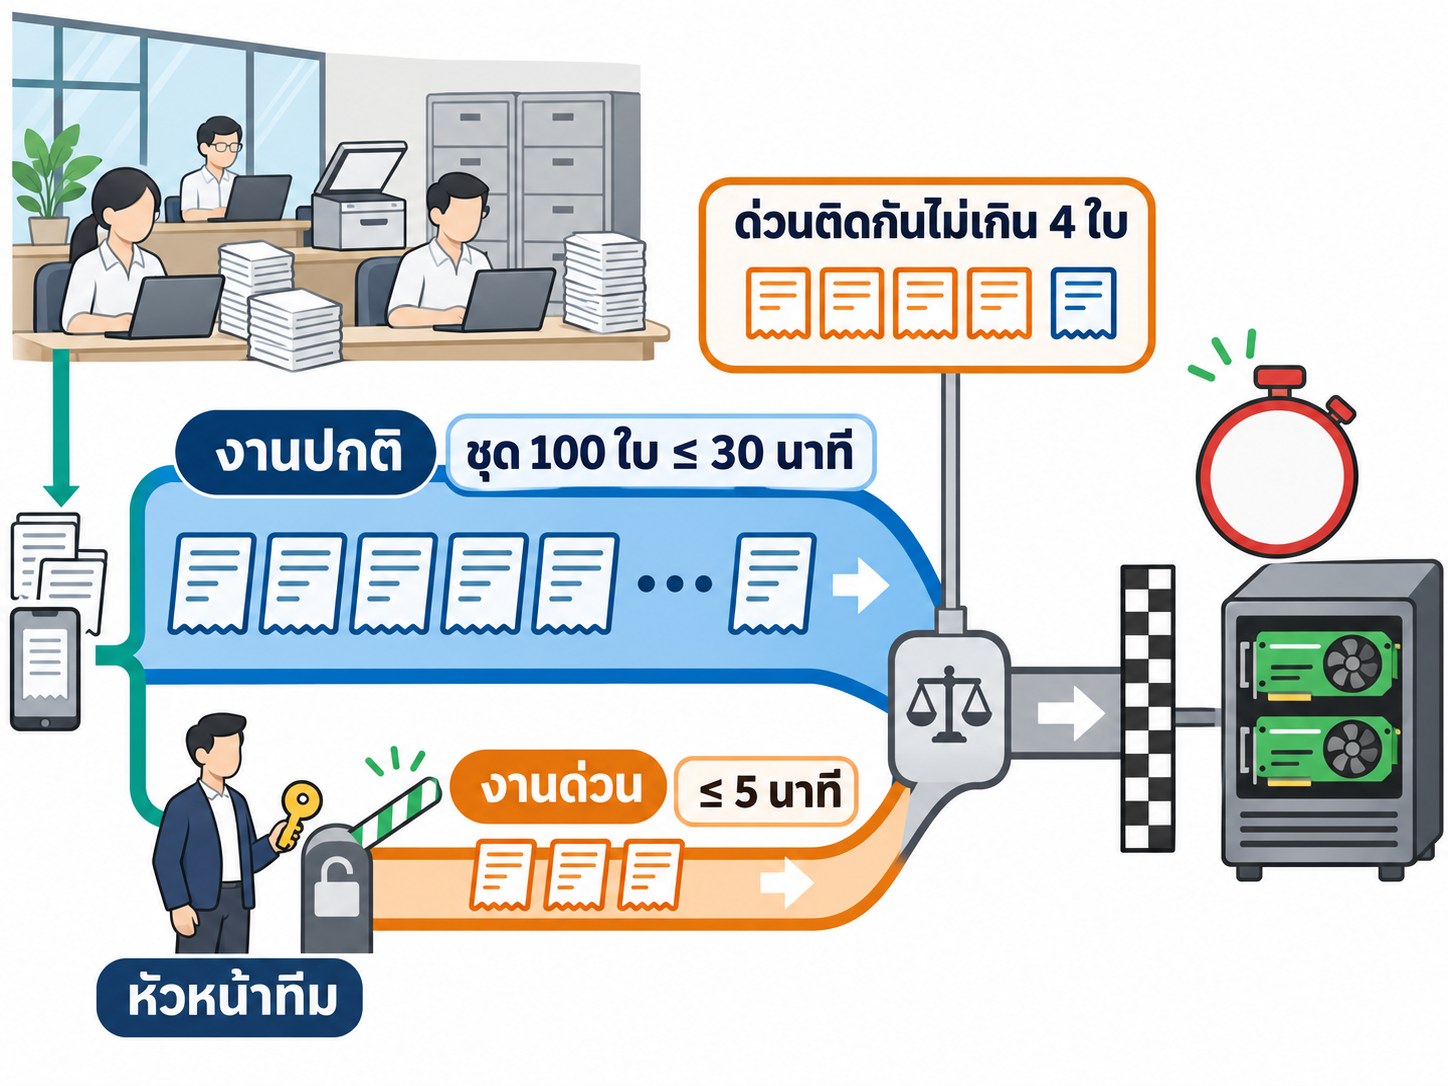 ด่วนติดกันไม่เกิน 4 ใบ
งานปกติ
ชุด 100 ใบ ≤ 30 นาที
งานด่วน
≤ 5 นาที
หัวหน้าทีม